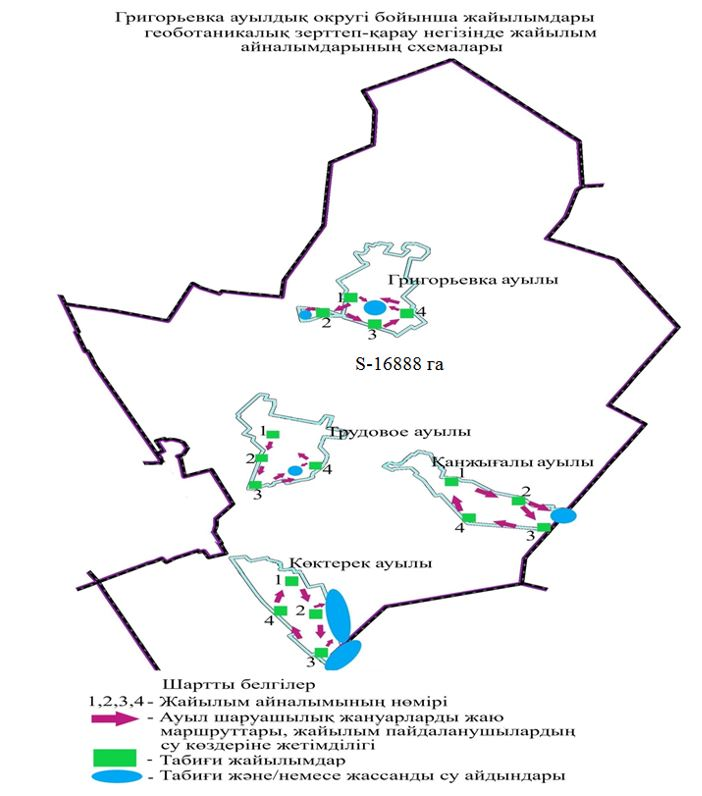 Григорьевка ауылдық округі бойынша жайылымдары
геоботаникалық зерттеп-қарау негізінде жайылым
айналымдарының схемалары
Григорьевка ауылы
1
2
3
4
S-16888 га
Трудовое ауылы
1
2
3
4
Қанжығалы ауылы
1
2
3
4
Көктерек ауылы
1
2
3
4
Шартты белгілер
1,2,3,4 - Жайылым айналымының нөмірі
- Ауыл шаруашылық жануарларды жаю
маршруттары, жайылым пайдаланушылардың
су көздеріне жетімділігі
- Табиғи жайылымдар
- Табиғи және/немесе жассанды су айдындары